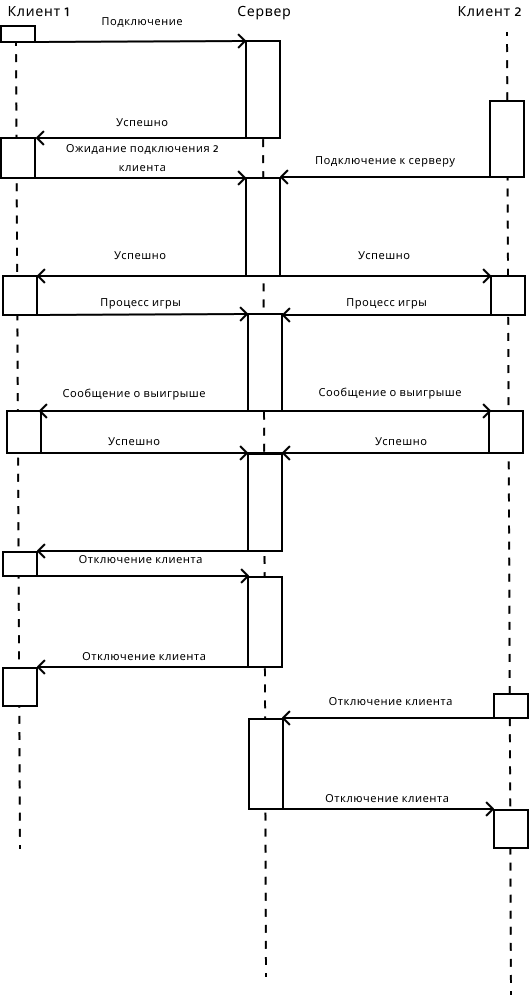 Клиент 1
Сервер
Клиент 2
Подключение
Успешно
Ожидание подключения 2
клиента
Подключение к серверу
Успешно
Успешно
Процесс игры
Процесс игры
Сообщение о выигрыше
Сообщение о выигрыше
Успешно
Успешно
Отключение клиента
Отключение клиента
Отключение клиента
Отключение клиента